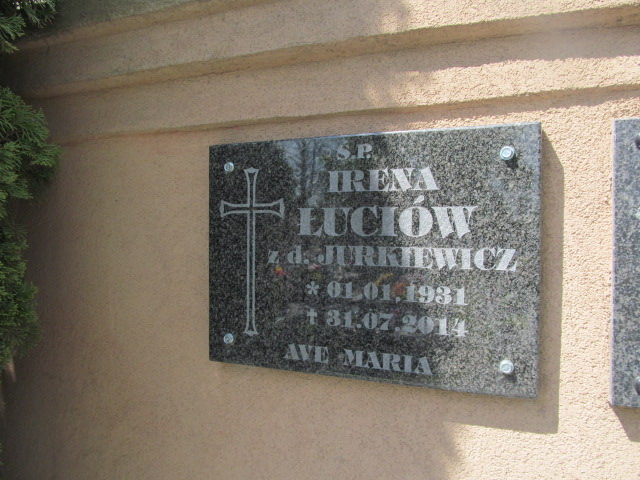 Ś.P.
IRENA
ŁUCIÓW
z d. JURKIEWICZ
* 01.01.1931
† 31.07.2014
AVE MARIA